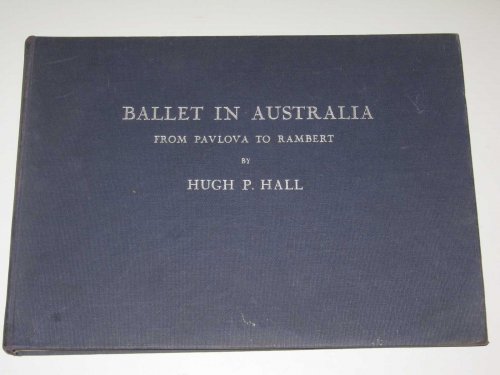 BALLET IN AUSTRALIA
FROM PAVLOVA TO RAMBERT
BY
HUGH P. HALL